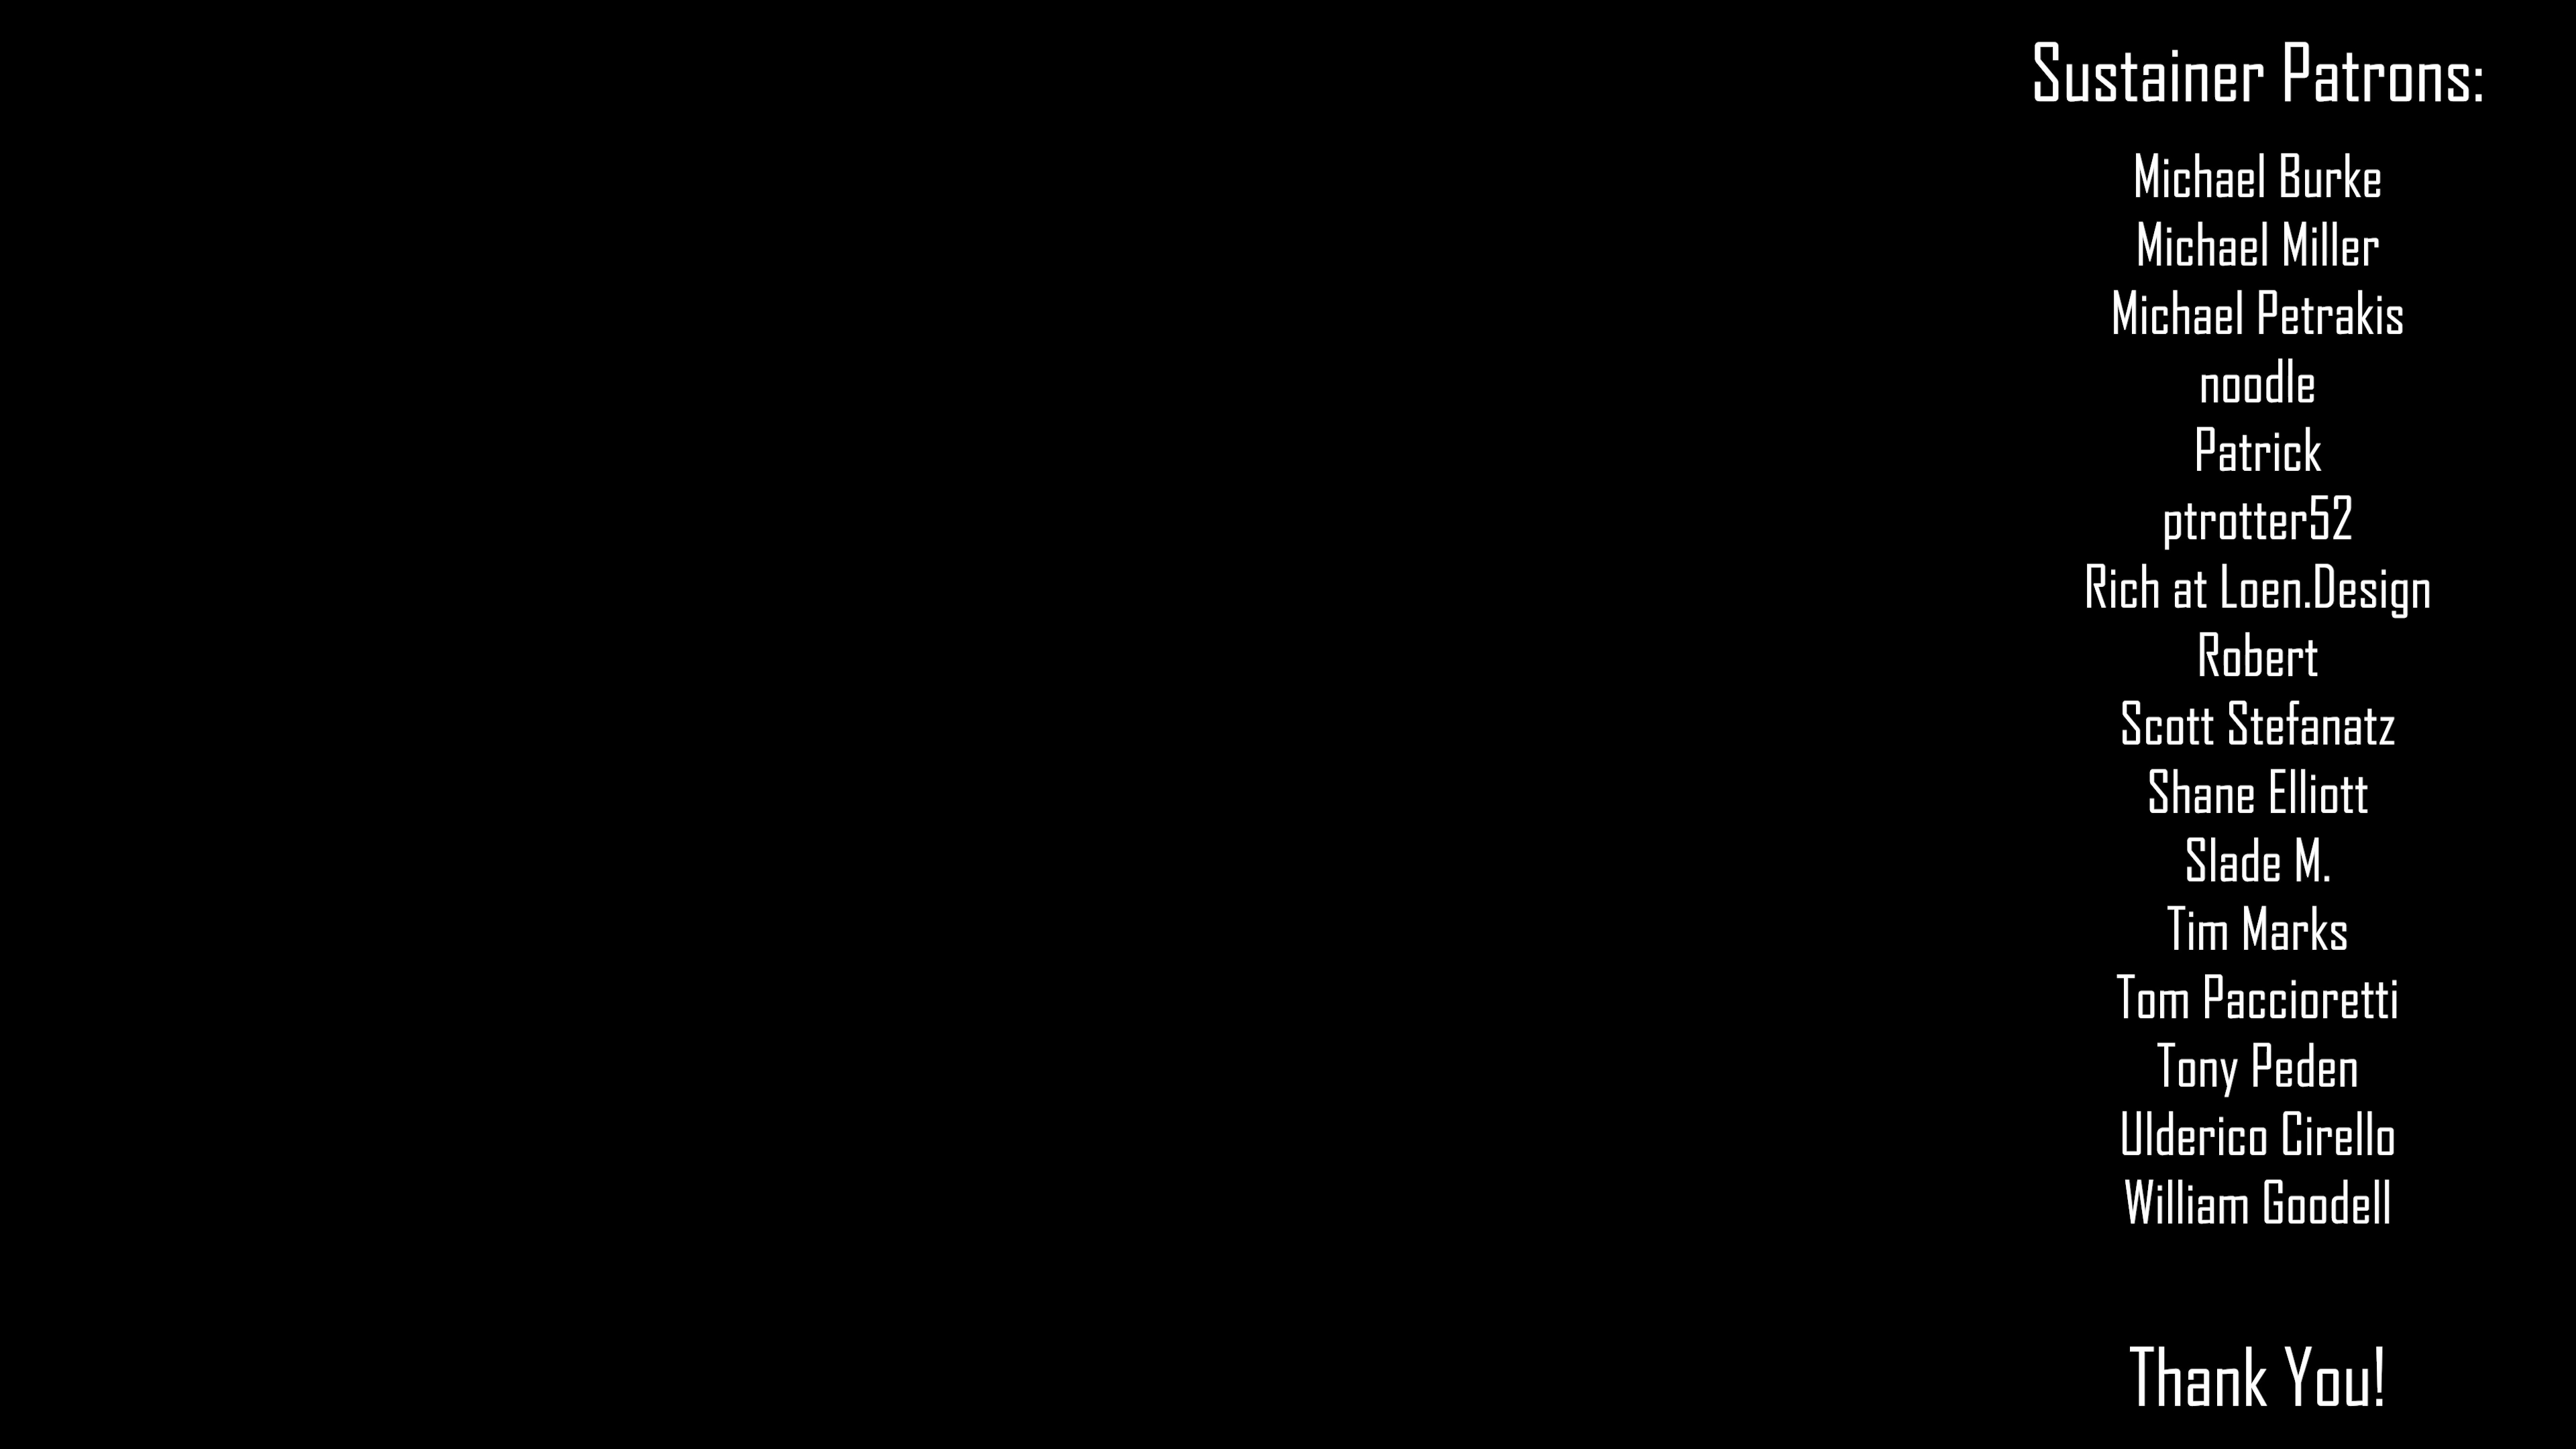 Sustainer Patrons:
Michael Burke
Michael Miller
Michael Petrakis
noodle
Patrick
ptrotter52
Rich at Loen.Design
Robert
Scott Stefanatz
Shane Elliott
Slade M.
Tim Marks
Tom Paccioretti
Tony Peden
Ulderico Cirello
William Goodell
Thank You!